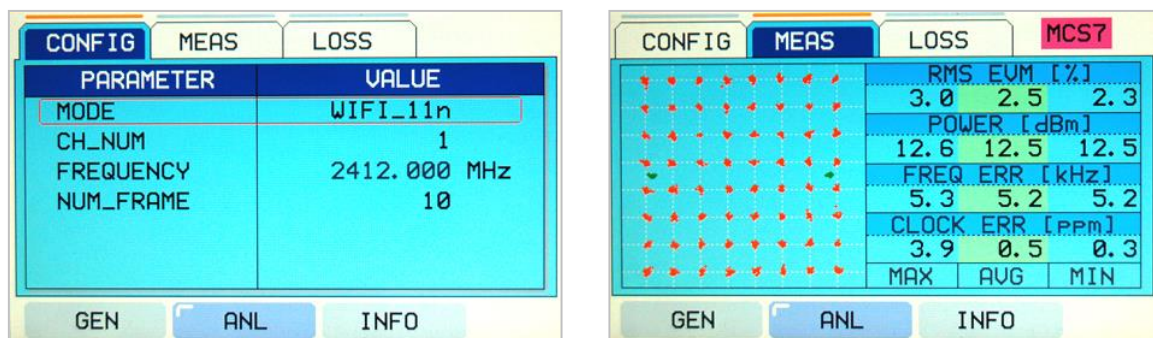 CONFIG MEAS LOSS
PARAMETER VALUE
MODE WIFI_11n
CH_NUM 1
FREQUENCY 2412.000 MHz
NUM_FRAME 10
GEN ANL INFO
CONFIG MEAS LOSS MCS7
RMS EVM [%]
3.0 2.5 2.3
POWER [dBm]
12.6 12.5 12.5
FREQ ERR [kHz]
5.3 5.2 5.2
CLOCK ERR [ppm]
3.9 0.5 0.3
MAX AVG MIN
GEN ANL INFO